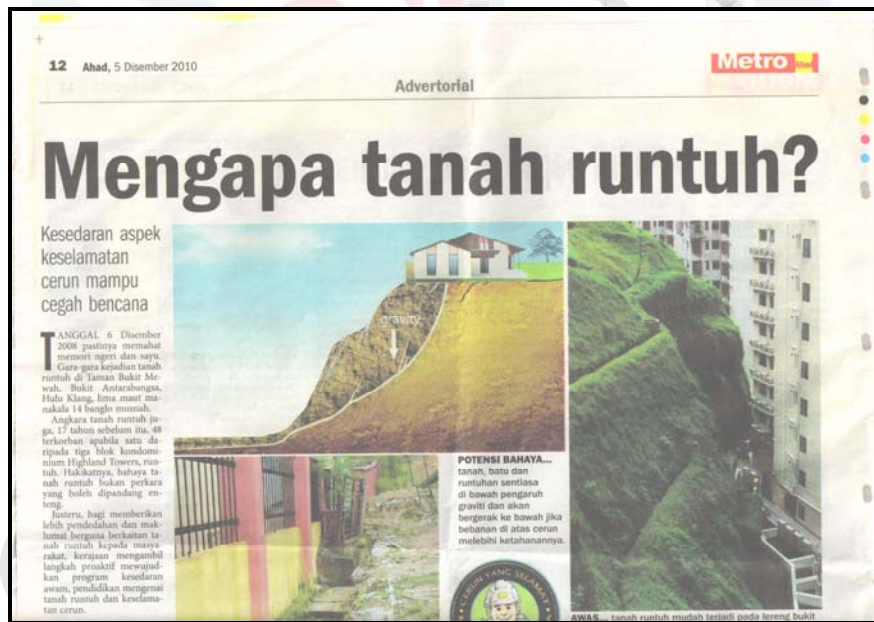 12 Ahad, 5 Disember 2010
Metro Ahad
Advertorial
Mengapa tanah runtuh?
Kesedaran aspek
keselamatan
cerun mampu
cegah bencana
TANGGAL 6 Disember
2008 pastinya memahat
memori ngeri dan sayu.
Gara-gara kejadian tanah
runtuh di Taman Bukit Me-
wah, Bukit Antarabangsa,
Hulu Klang, lima maut ma-
nakala 14 banglo musnah.
Angkara tanah runtuh ju-
ga, 17 tahun sebelum itu, 48
terkorban apabila satu da-
ripada tiga blok kondomi-
nium Highland Towers, run-
tuh. Hakikatnya, bahaya ta-
nah runtuh bukan perkara
yang boleh dipandang en-
teng.
Justeru, bagi memberikan
lebih pendedahan dan mak-
lumat berguna berkaitan ta-
nah runtuh kepada masya-
rakat, kerajaan mengambil
langkah proaktif mewujud-
kan program kesedaran
awam, pendidikan mengenai
tanah runtuh dan keselama-
tan cerun.
gravity
POTENSI BAHAYA...
tanah, batu dan
runtuhan sentiasa
di bawah pengaruh
graviti dan akan
bergerak ke bawah jika
bebanan di atas cerun
melebihi ketahanannya.
CERUN YANG SELAMAT
AWAS... tanah runtuh mudah terjadi pada lereng bukit